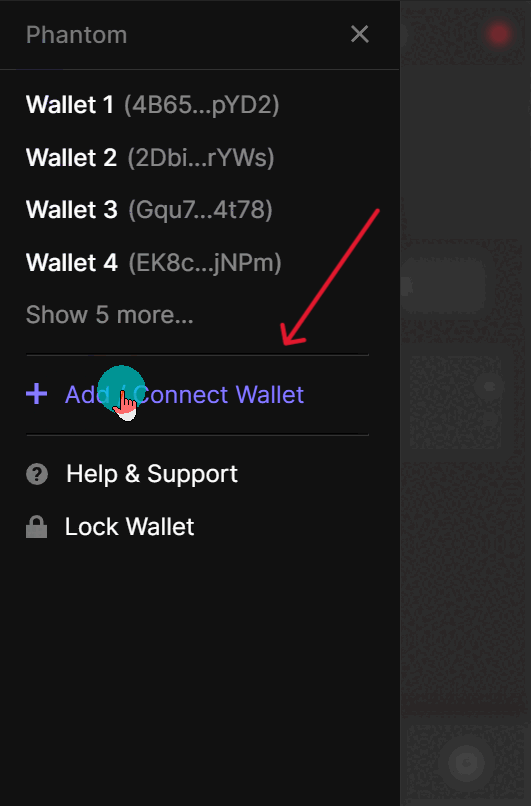 Phantom
Wallet 1 (4B65...pYD2)
Wallet 2 (2Dbi...rYWs)
Wallet 3 (Gqu7...4t78)
Wallet 4 (EK8c...jNPm)
Show 5 more...
Add / Connect Wallet
Help & Support
Lock Wallet